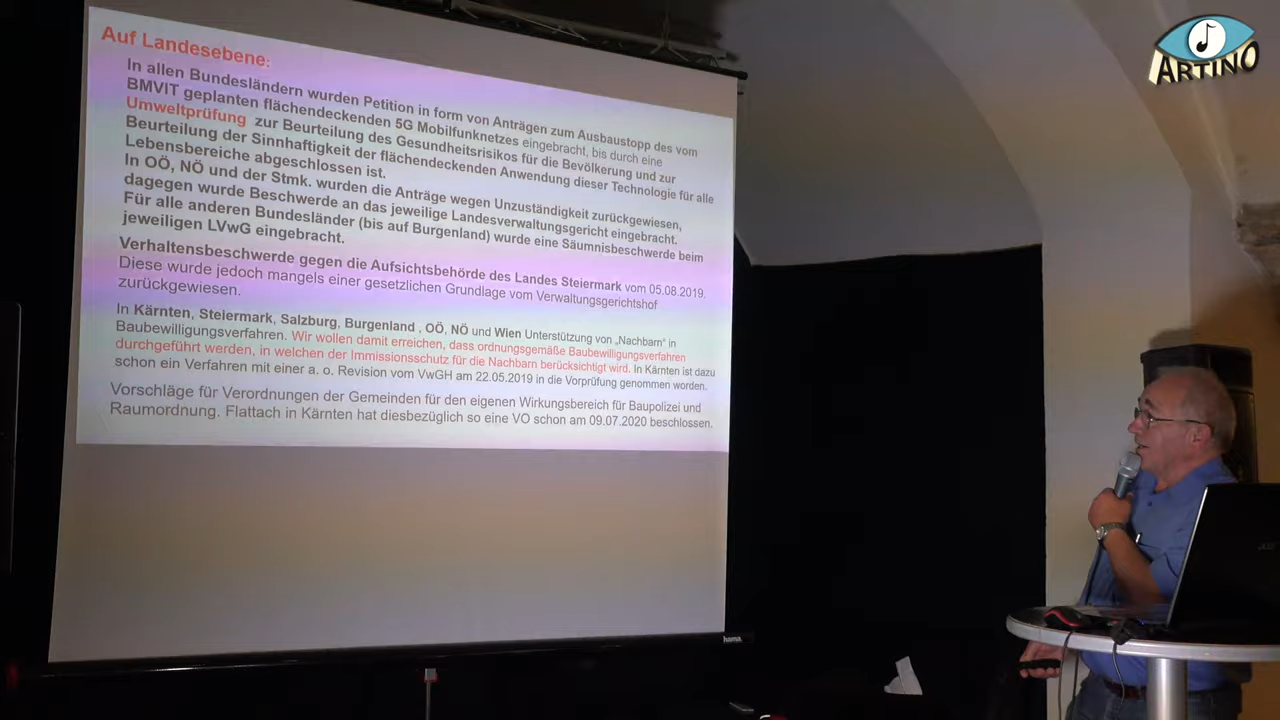 Auf Landesebene:
In allen Bundesländern wurden Petition in form von Anträgen zum Ausbaustopp des vom
BMVIT geplanten flächendeckenden 5G Mobilfunknetzes eingebracht, bis durch eine
Umweltprüfung zur Beurteilung des Gesundheitsrisikos für die Bevölkerung und zur
Beurteilung der Sinnhaftigkeit der flächendeckenden Anwendung dieser Technologie für alle
Lebensbereiche abgeschlossen ist.
In OÖ, NÖ und der Stmk. wurden die Anträge wegen Unzuständigkeit zurückgewiesen,
dagegen wurde Beschwerde an das jeweilige Landesverwaltungsgericht eingebracht.
Für alle anderen Bundesländer (bis auf Burgenland) wurde eine Säumnisbeschwerde beim
jeweiligen LVwG eingebracht.
Verhaltensbeschwerde gegen die Aufsichtsbehörde des Landes Steiermark vom 05.08.2019.
Diese wurde jedoch mangels einer gesetzlichen Grundlage vom Verwaltungsgerichtshof
zurückgewiesen.
In Kärnten, Steiermark, Salzburg, Burgenland , OÖ, NÖ und Wien Unterstützung von „Nachbarn" in
Baubewilligungsverfahren. Wir wollen damit erreichen, dass ordnungsgemäße Baubewilligungsverfahren
durchgeführt werden, in welchen der Immissionsschutz für die Nachbarn berücksichtigt wird. In Kärnten ist dazu
schon ein Verfahren mit einer a. o. Revision vom VwGH am 22.05.2019 in die Vorprüfung genommen worden.
Vorschläge für Verordnungen der Gemeinden für den eigenen Wirkungsbereich für Baupolizei und
Raumordnung. Flattach in Kärnten hat diesbezüglich so eine VO schon am 09.07.2020 beschlossen.
ARTINO
hama